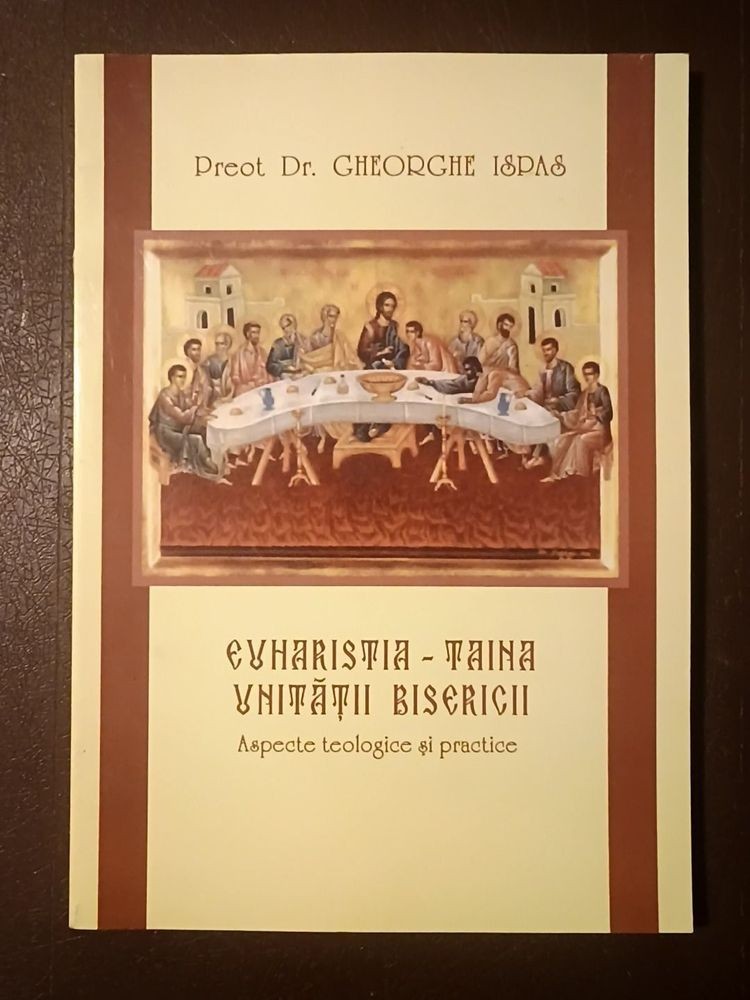 Preot Dr. GHEORGHE ISPAS
EUHARISTIA - TAINA
UNITĂȚII BISERICII
Aspecte teologice și practice